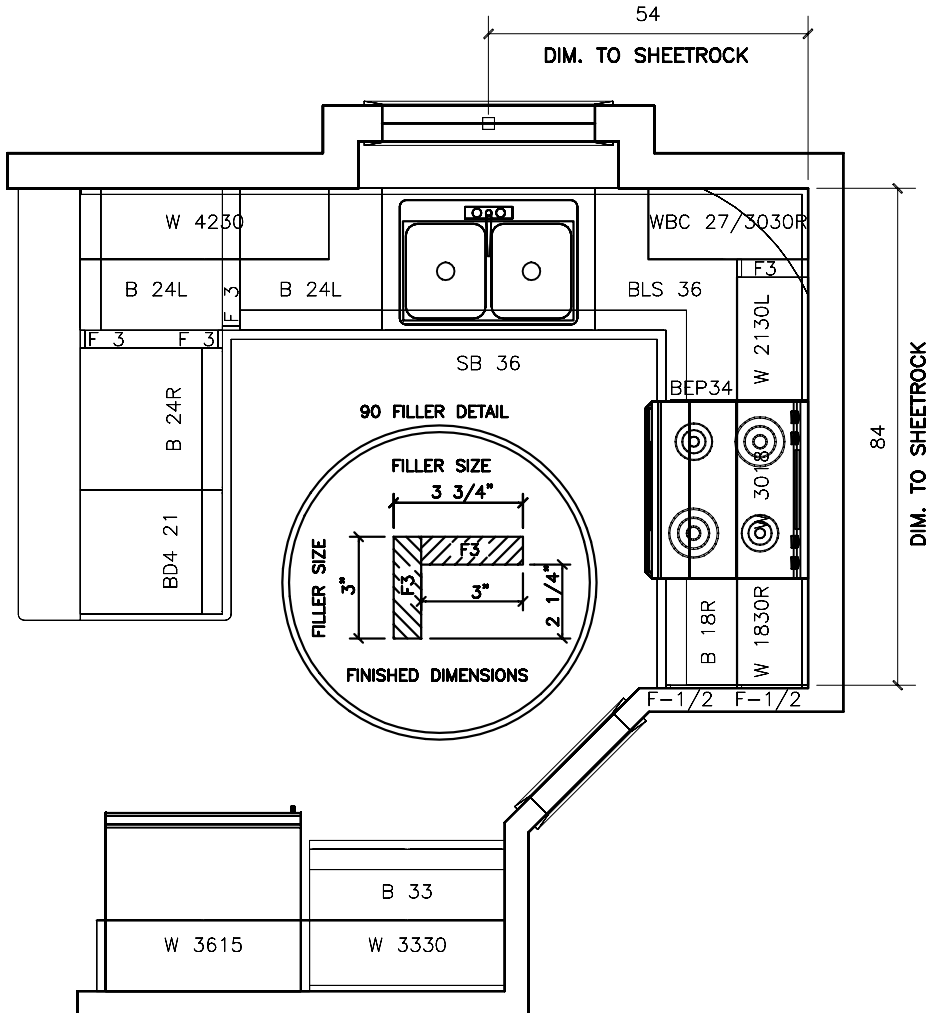 54
DIM. TO SHEETROCK
W 4230
WBC 27/3030R
F3
B 24L
F 3
B 24L
BLS 36
W 2130L
F 3
F 3
SB 36
BEP34
B 24R
84
DIM. TO SHEETROCK
90 FILLER DETAIL
FILLER SIZE
3 3/4"
F3
F3
FILLER SIZE
3"
3"
2 1/4"
FINISHED DIMENSIONS
W 3018
BD4 21
B 18R
W 1830R
F-1/2
F-1/2
B 33
W 3615
W 3330